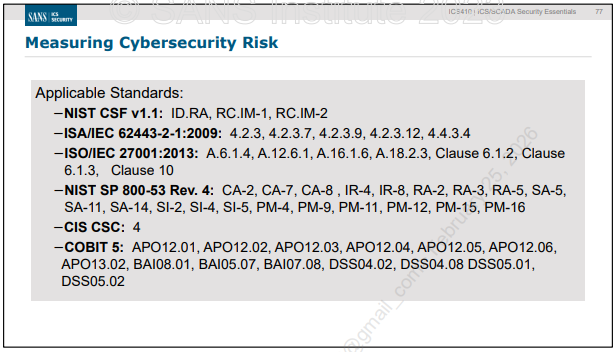 © SANS Institute 2026
SANS ICS SECURITY
ICS410 | ICS/SCADA Security Essentials 77
Measuring Cybersecurity Risk
Applicable Standards:
–NIST CSF v1.1: ID.RA, RC.IM-1, RC.IM-2
–ISA/IEC 62443-2-1:2009: 4.2.3, 4.2.3.7, 4.2.3.9, 4.2.3.12, 4.4.3.4
–ISO/IEC 27001:2013: A.6.1.4, A.12.6.1, A.16.1.6, A.18.2.3, Clause 6.1.2, Clause
6.1.3, Clause 10
–NIST SP 800-53 Rev. 4: CA-2, CA-7, CA-8 , IR-4, IR-8, RA-2, RA-3, RA-5, SA-5,
SA-11, SA-14, SI-2, SI-4, SI-5, PM-4, PM-9, PM-11, PM-12, PM-15, PM-16
–CIS CSC: 4
–COBIT 5: APO12.01, APO12.02, APO12.03, APO12.04, APO12.05, APO12.06,
APO13.02, BAI08.01, BAI05.07, BAI07.08, DSS04.02, DSS04.08 DSS05.01,
DSS05.02
@gmail_com February 25, 2026